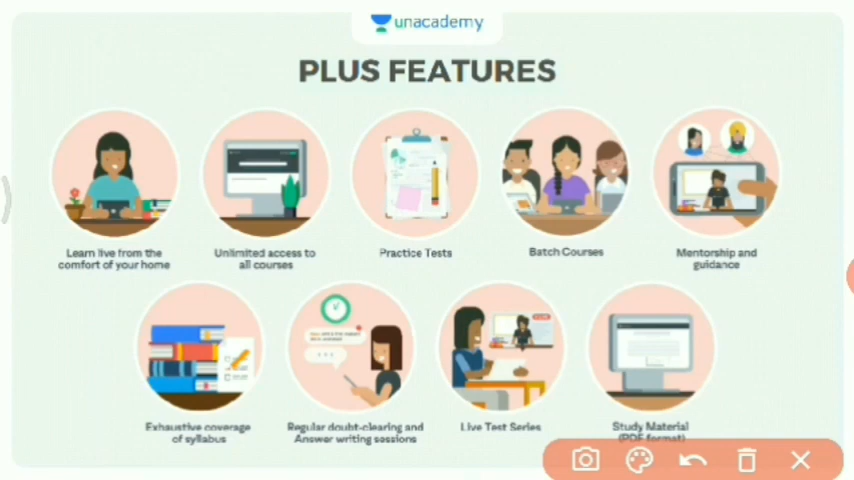 unacademy
PLUS FEATURES
Learn live from the
comfort of your home
Unlimited access to
all courses
Practice Tests
Batch Courses
Mentorship and
guidance
Exhaustive coverage
of syllabus
Regular doubt-clearing and
Answer writing sessions
Live Test Series
Study Material
(PDF format)